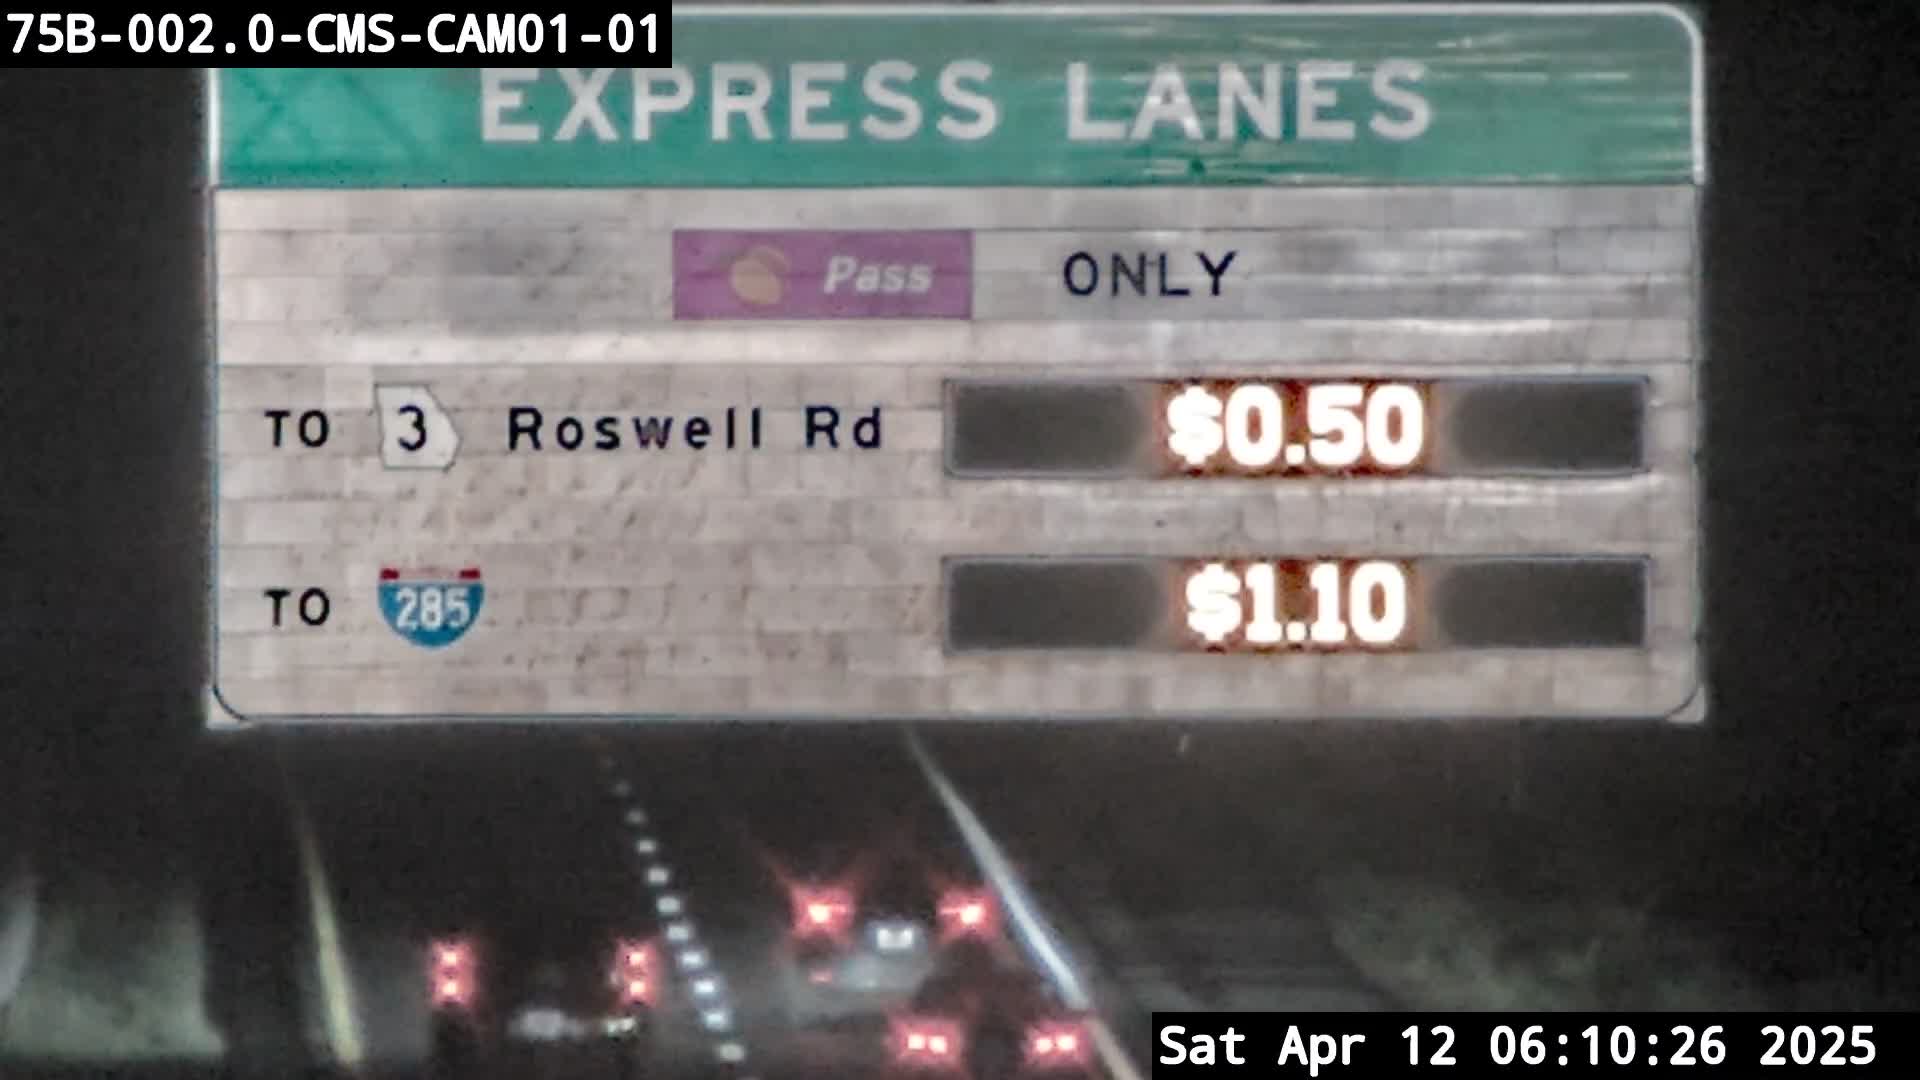 75B-002.0-CMS-CAM01-01
EXPRESS LANES
Pass ONLY
TO 3 Roswell Rd $0.50
TO 285 $1.10
Sat Apr 12 06:10:26 2025